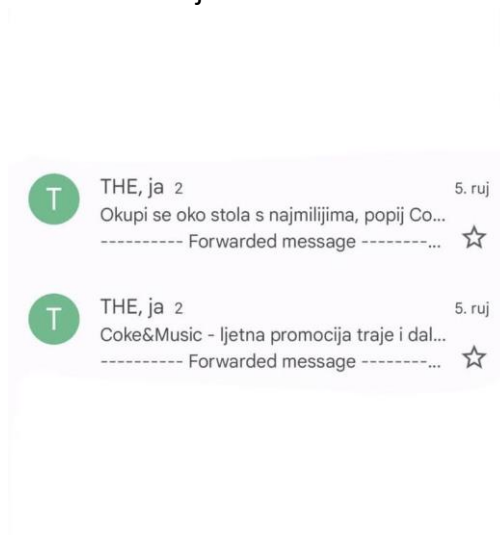 T
THE, ja 2
5. ruj
Okupi se oko stola s najmilijima, popij Co...
---------- Forwarded message --------...
T
THE, ja 2
5. ruj
Coke&Music - ljetna promocija traje i dal...
---------- Forwarded message --------...